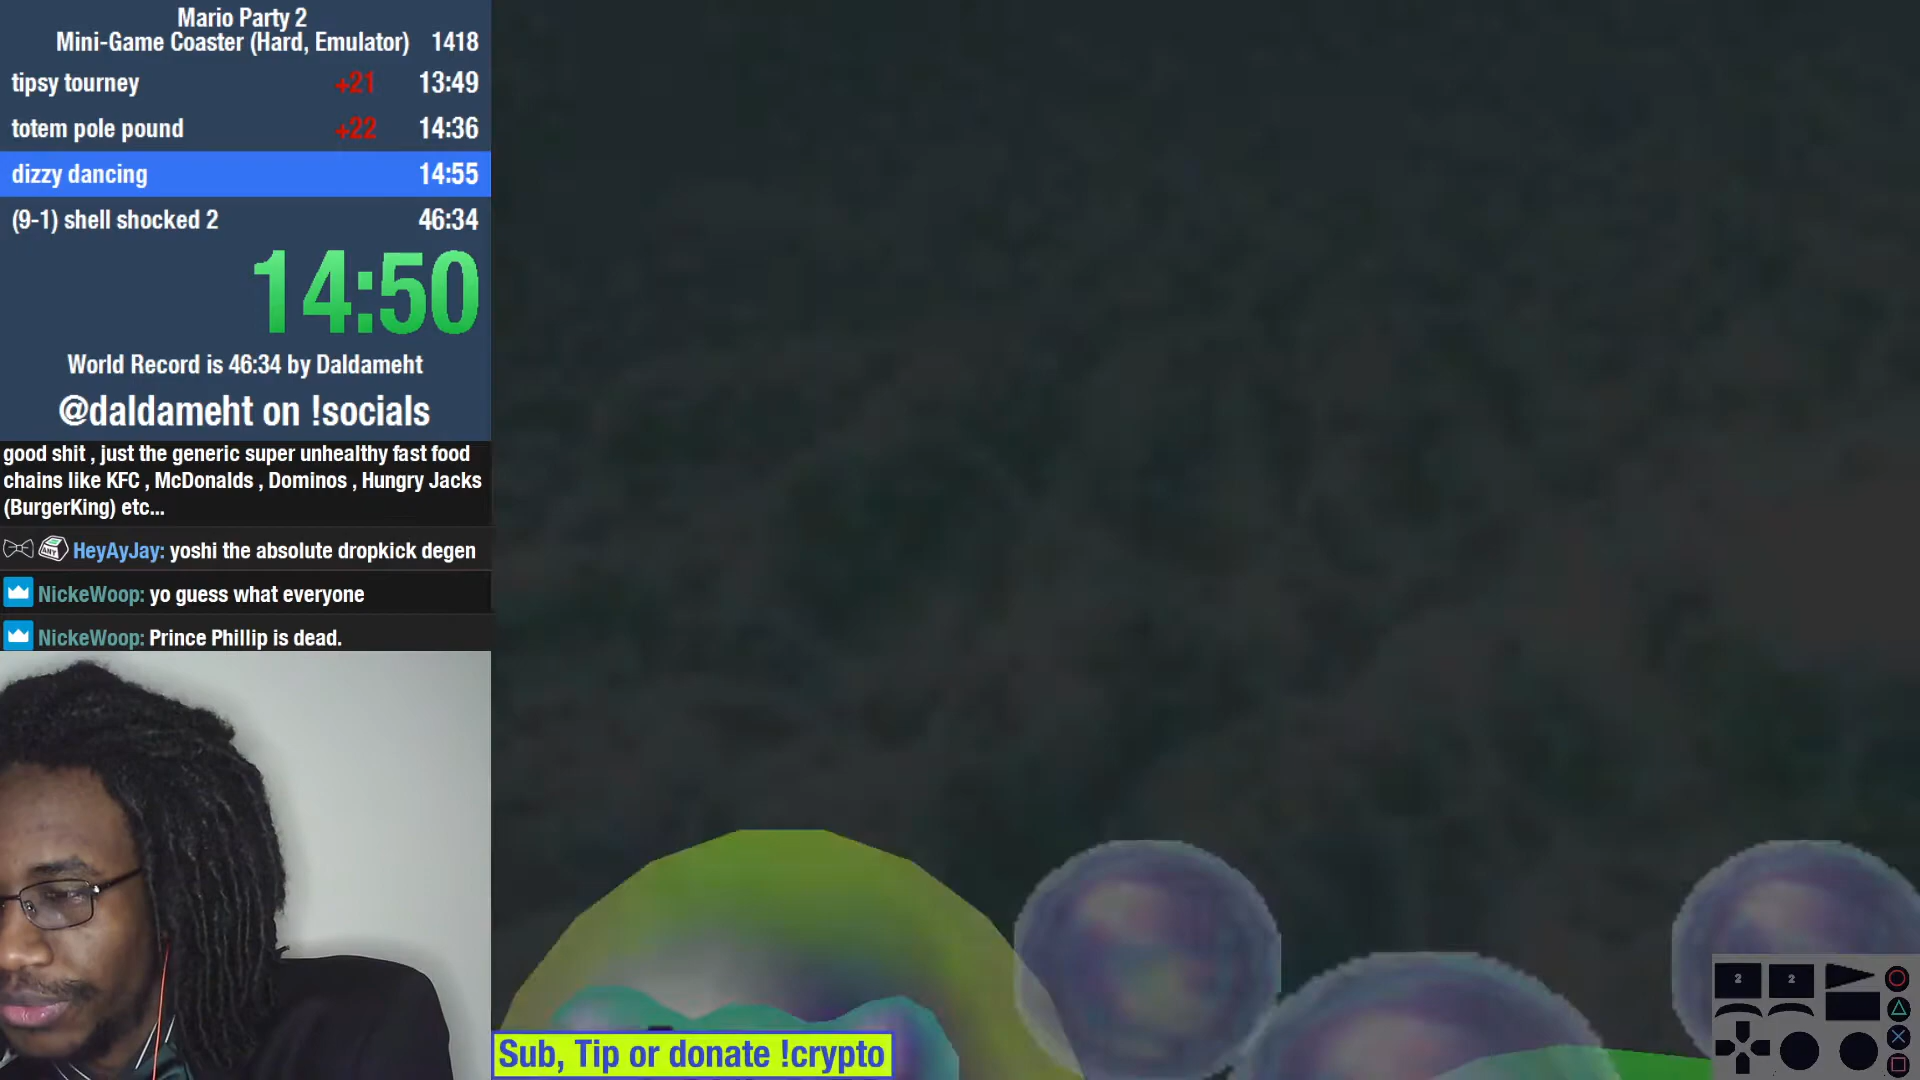 Mario Party 2
Mini-Game Coaster (Hard, Emulator) 1418
tipsy tourney +21 13:49
totem pole pound +22 14:36
dizzy dancing 14:55
(9-1) shell shocked 2 46:34
14:50
World Record is 46:34 by Daldameht
@daldameht on !socials
good shit , just the generic super unhealthy fast food
chains like KFC , McDonalds , Dominos , Hungry Jacks
(BurgerKing) etc...
ANY HeyAyJay: yoshi the absolute dropkick degen
NickeWoop: yo guess what everyone
NickeWoop: Prince Phillip is dead.
Sub, Tip or donate !crypto
2 2